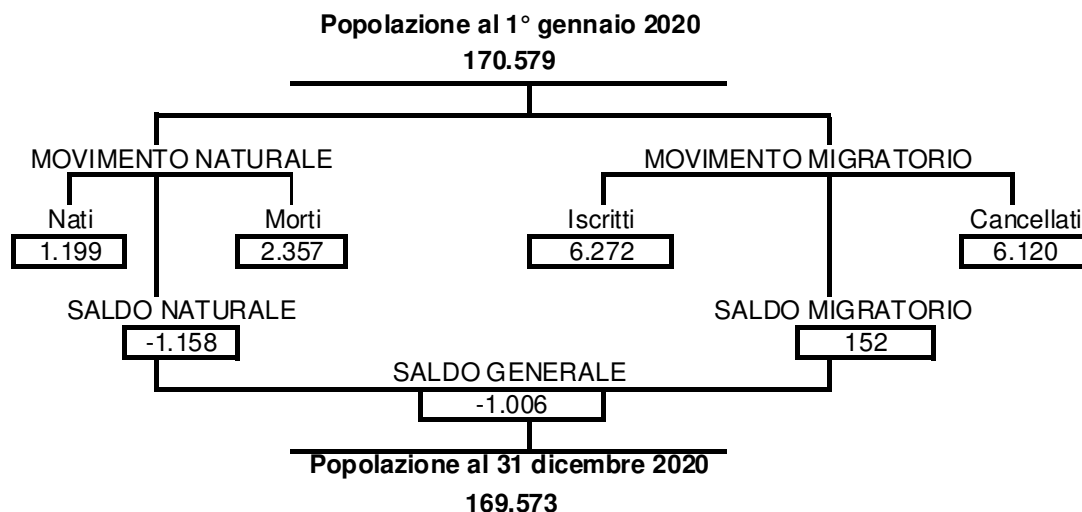 Popolazione al 1° gennaio 2020
170.579
MOVIMENTO NATURALE MOVIMENTO MIGRATORIO
Nati Morti Iscritti Cancellati
1.199 2.357 6.272 6.120
SALDO NATURALE SALDO MIGRATORIO
-1.158 152
SALDO GENERALE
-1.006
Popolazione al 31 dicembre 2020
169.573